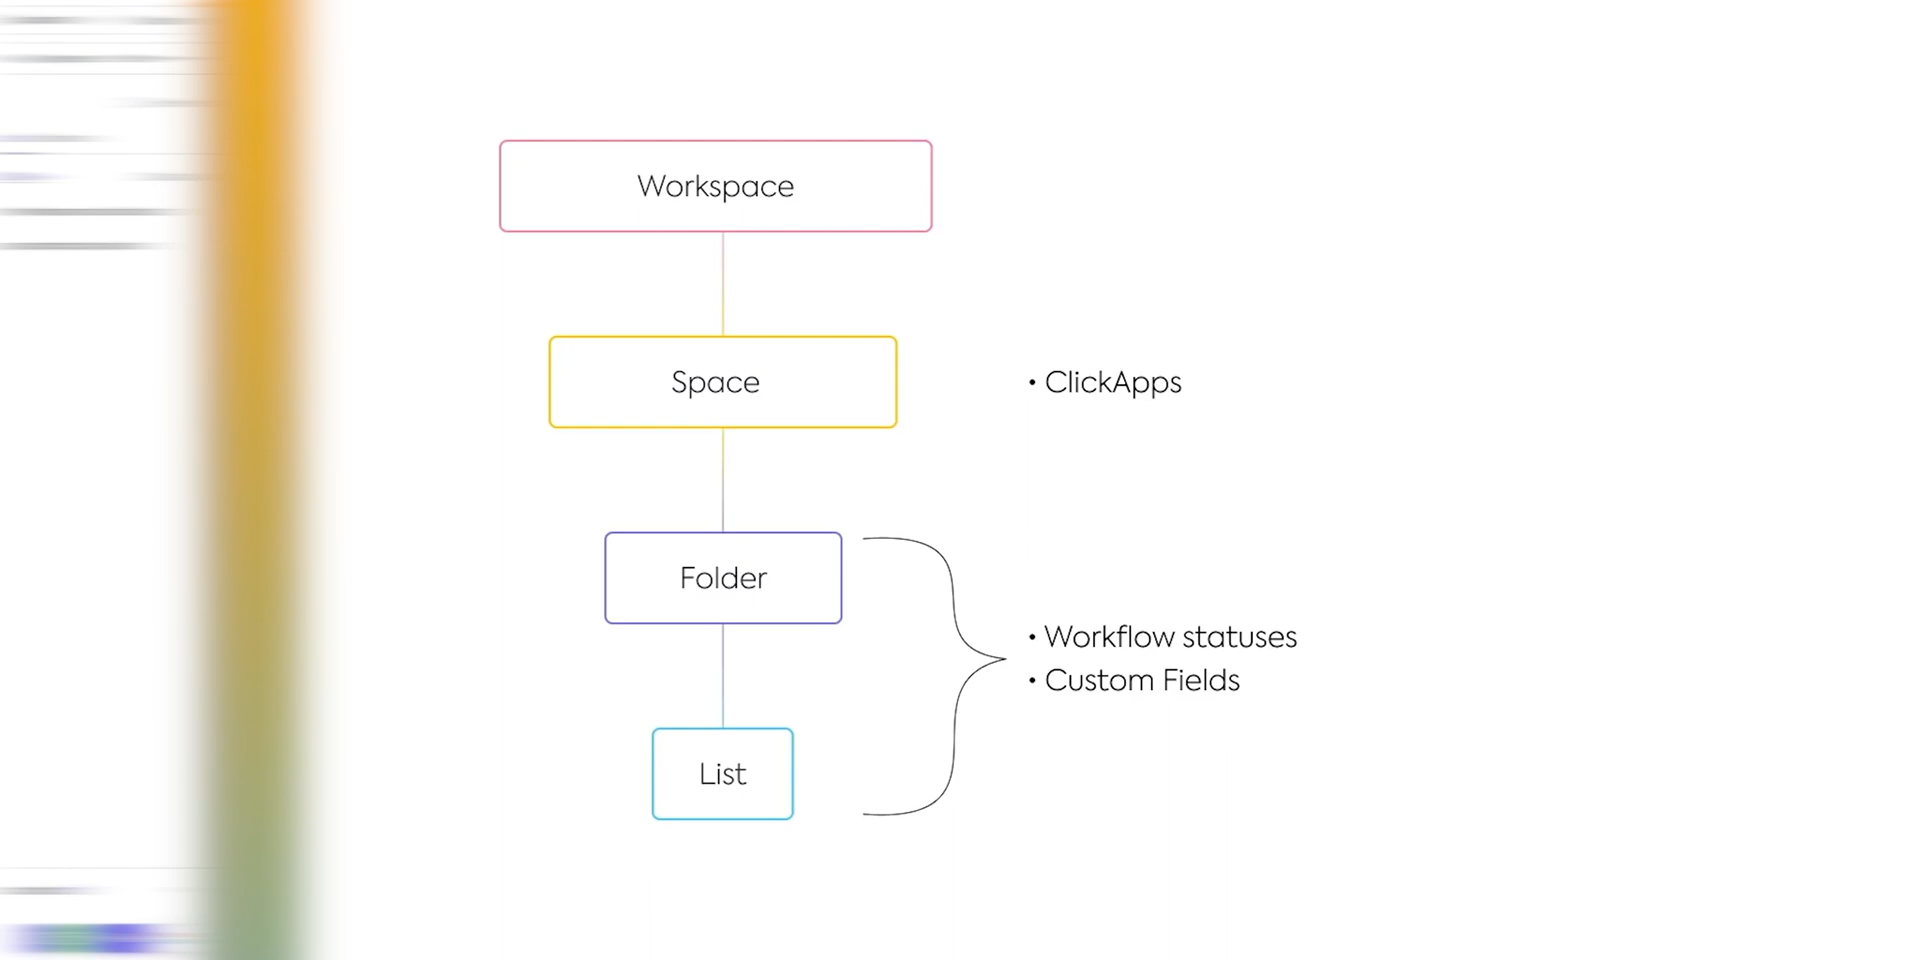 Workspace
Space
• ClickApps
Folder
• Workflow statuses
• Custom Fields
List